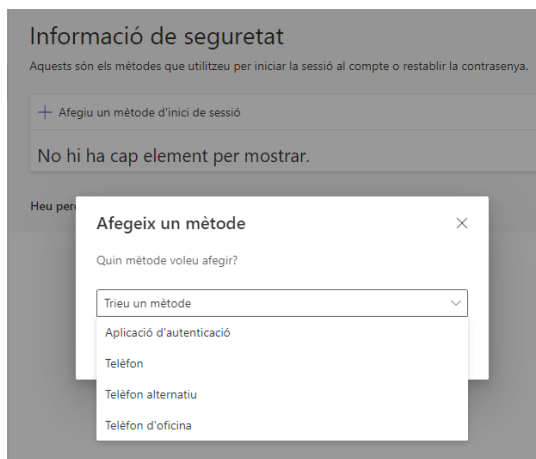 Informació de seguretat
Aquests són els mètodes que utilitzeu per iniciar la sessió al compte o restablir la contrasenya.
+ Afegiu un mètode d'inici de sessió
No hi ha cap element per mostrar.
Heu per
Afegeix un mètode
Quin mètode voleu afegir?
Trieu un mètode
Aplicació d'autenticació
Telèfon
Telèfon alternatiu
Telèfon d'oficina